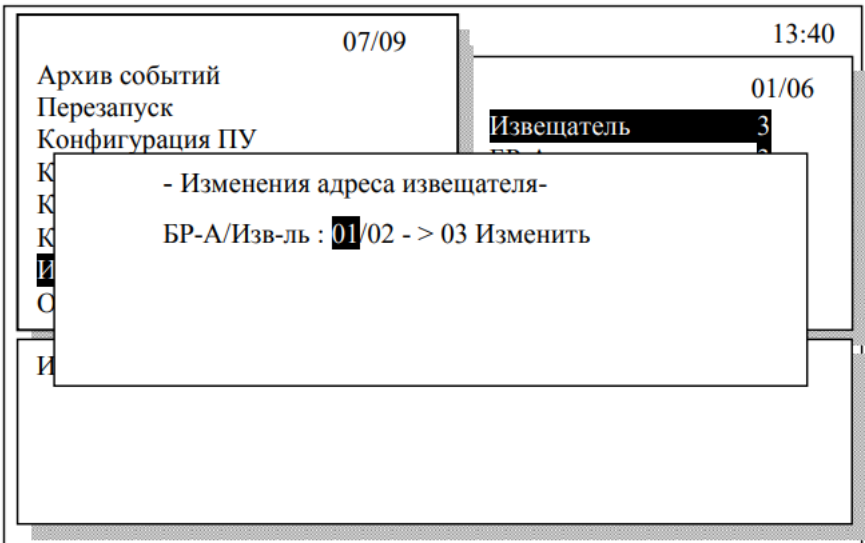 07/09
Архив событий
Перезапуск
Конфигурация ПУ
К
К
К
И
О
13:40
01/06
Извещатель 3
- Изменения адреса извещателя-
БР-А/Изв-ль : 01/02 - > 03 Изменить
И